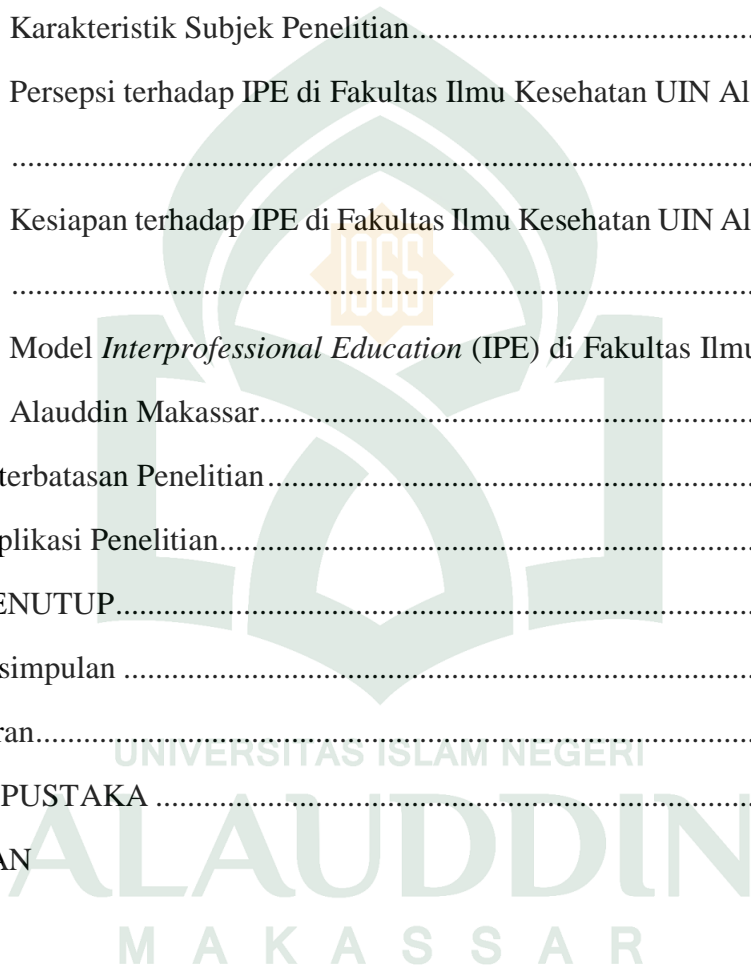 Karakteristik Subjek Penelitian........................................
Persepsi terhadap IPE di Fakultas Ilmu Kesehatan UIN Al
........................................
Kesiapan terhadap IPE di Fakultas Ilmu Kesehatan UIN Al
1965
........................................
Model Interprofessional Education (IPE) di Fakultas Ilmu
Alauddin Makassar........................................
terbatasan Penelitian........................................
plikasi Penelitian........................................
ENUTUP........................................
simpulan ........................................
ran........................................
UNIVERSITAS ISLAM NEGERI
PUSTAKA ........................................
ALAUDDIN
AN
MAKASSAR